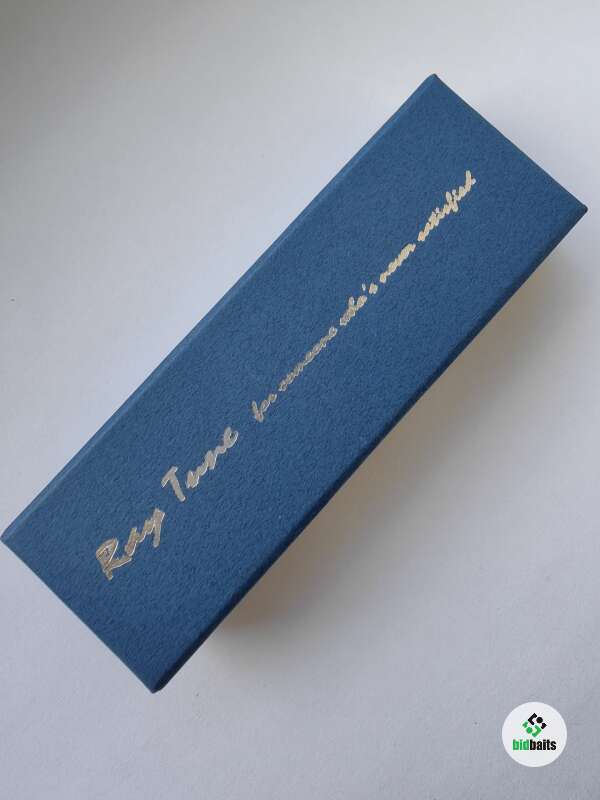 Ray Tune for someone who's never satisfied
bidbaits